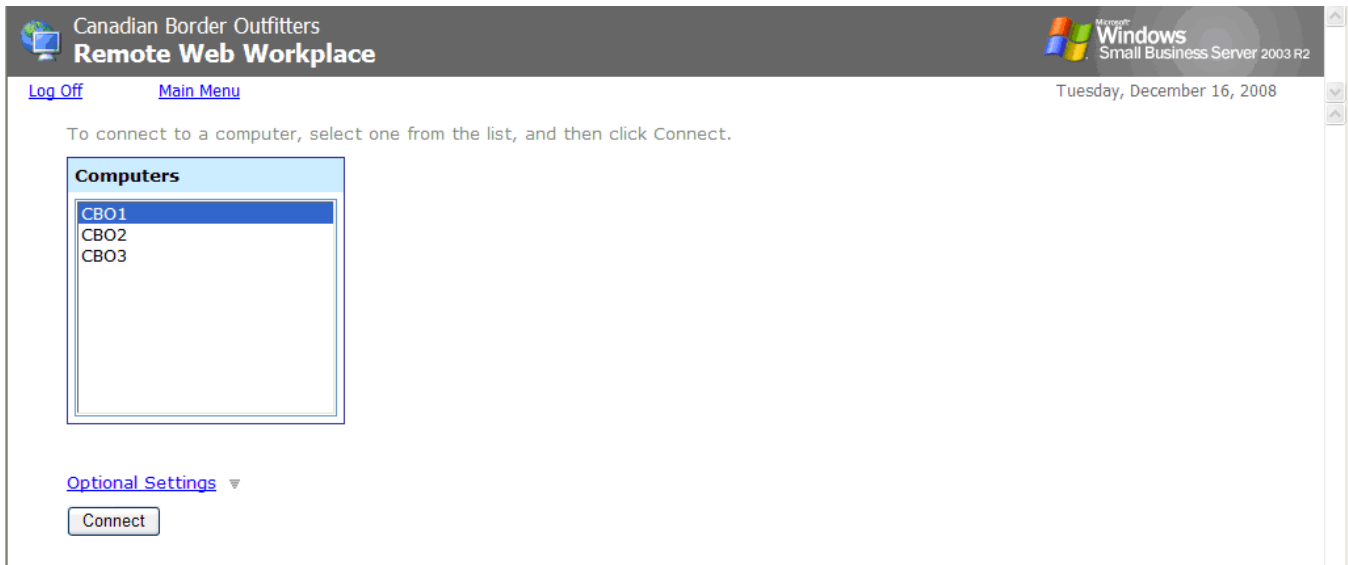 Canadian Border Outfitters
Remote Web Workplace
Microsoft
Windows
Small Business Server 2003 R2
Log Off Main Menu Tuesday, December 16, 2008
To connect to a computer, select one from the list, and then click Connect.
Computers
CBO1
CBO2
CBO3
Optional Settings
Connect